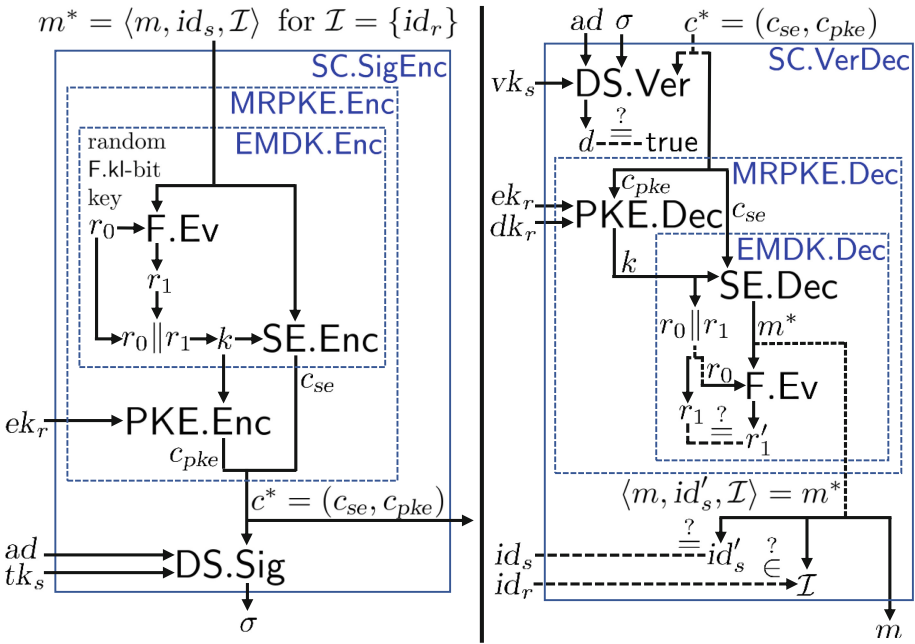 m* = ⟨m, id_s, 𝓘⟩ for 𝓘 = {id_r}
SC.SigEnc
MRPKE.Enc
EMDK.Enc
random
F.kl-bit
key
r_0
F.Ev
r_1
r_0 ∥ r_1
k
SE.Enc
c_se
ek_r
PKE.Enc
c_pke
c* = (c_se, c_pke)
ad
tk_s
DS.Sig
σ
ad σ c* = (c_se, c_pke)
SC.VerDec
vk_s
DS.Ver
d ≟ true
MRPKE.Dec
c_pke
ek_r
dk_r
PKE.Dec
c_se
EMDK.Dec
k
SE.Dec
r_0 ∥ r_1
m*
r_0
F.Ev
r_1 ≟ r′_1
⟨m, id′_s, 𝓘⟩ = m*
id_s ≟ id′_s
?
id_r ∈ 𝓘
m